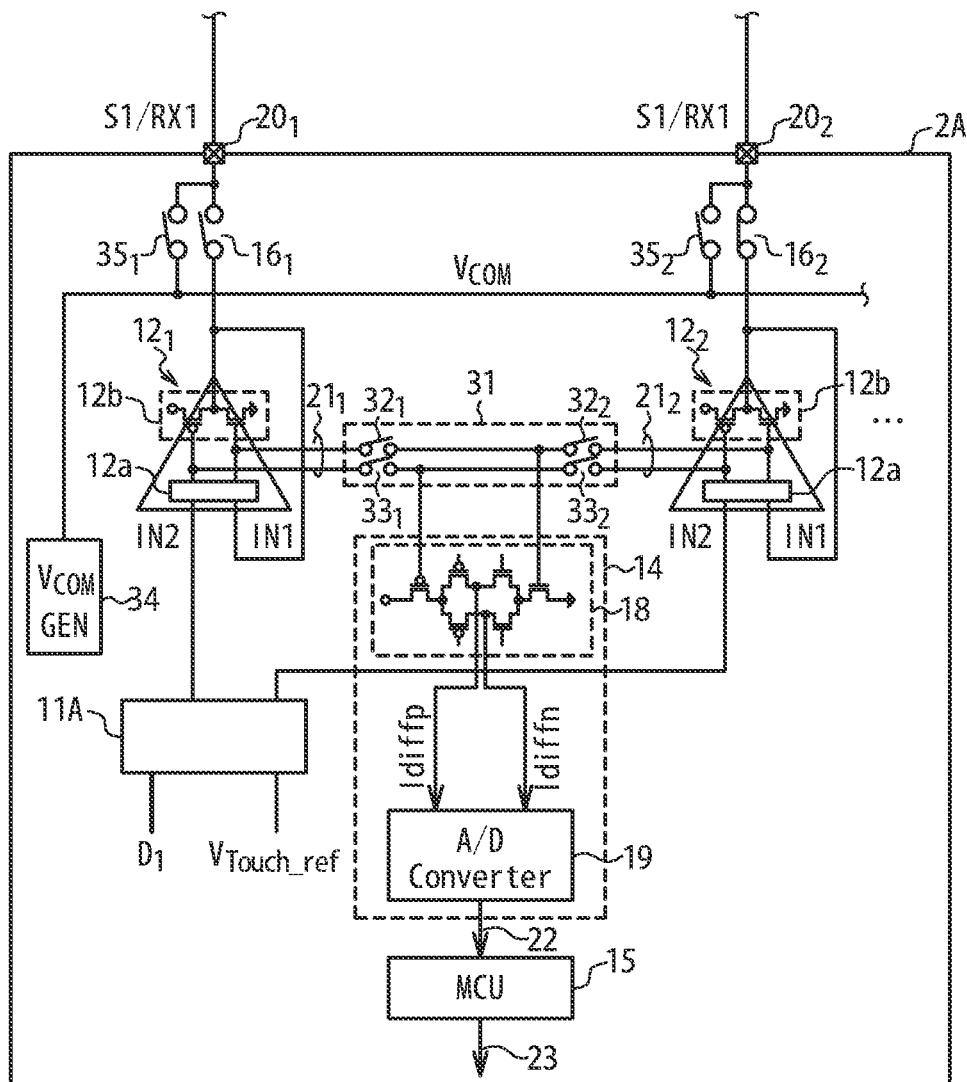 S1/RX1
20₁
S1/RX1
20₂
2A
35₁
16₁
V_COM
35₂
16₂
12₁
12b
21₁
32₁
31
32₂
21₂
12₂
12b
...
12a
33₁
33₂
12a
IN2
IN1
IN2
IN1
V_COM
GEN
34
14
18
11A
Idiffp
Idiffn
D₁
V_Touch_ref
A/D
Converter
19
22
MCU
15
23